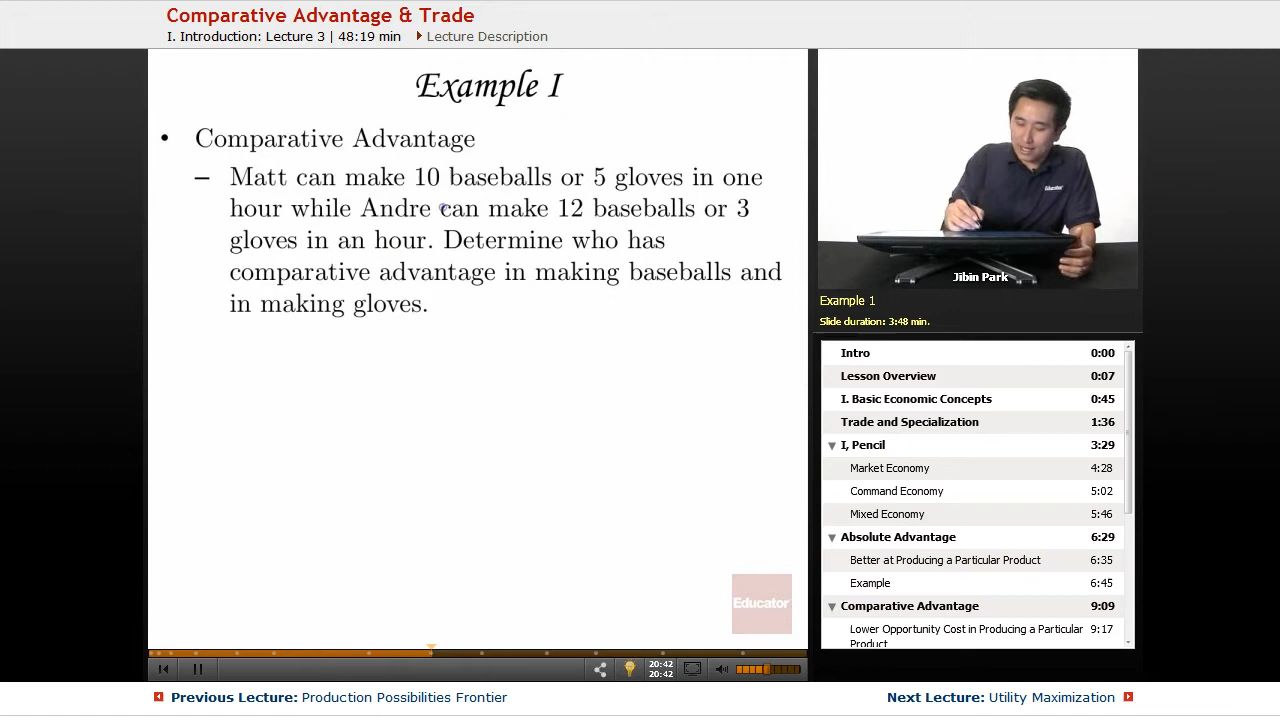 Comparative Advantage & Trade
I. Introduction: Lecture 3 | 48:19 min
Lecture Description
Example I
• Comparative Advantage
– Matt can make 10 baseballs or 5 gloves in one
hour while Andre can make 12 baseballs or 3
gloves in an hour. Determine who has
comparative advantage in making baseballs and
in making gloves.
Educator
Jibin Park
Example 1
Slide duration: 3:48 min.
Intro 0:00
Lesson Overview 0:07
I. Basic Economic Concepts 0:45
Trade and Specialization 1:36
I, Pencil 3:29
Market Economy 4:28
Command Economy 5:02
Mixed Economy 5:46
Absolute Advantage 6:29
Better at Producing a Particular Product 6:35
Example 6:45
Comparative Advantage 9:09
Lower Opportunity Cost in Producing a Particular 9:17
Product
20:42
20:42
Previous Lecture: Production Possibilities Frontier
Next Lecture: Utility Maximization